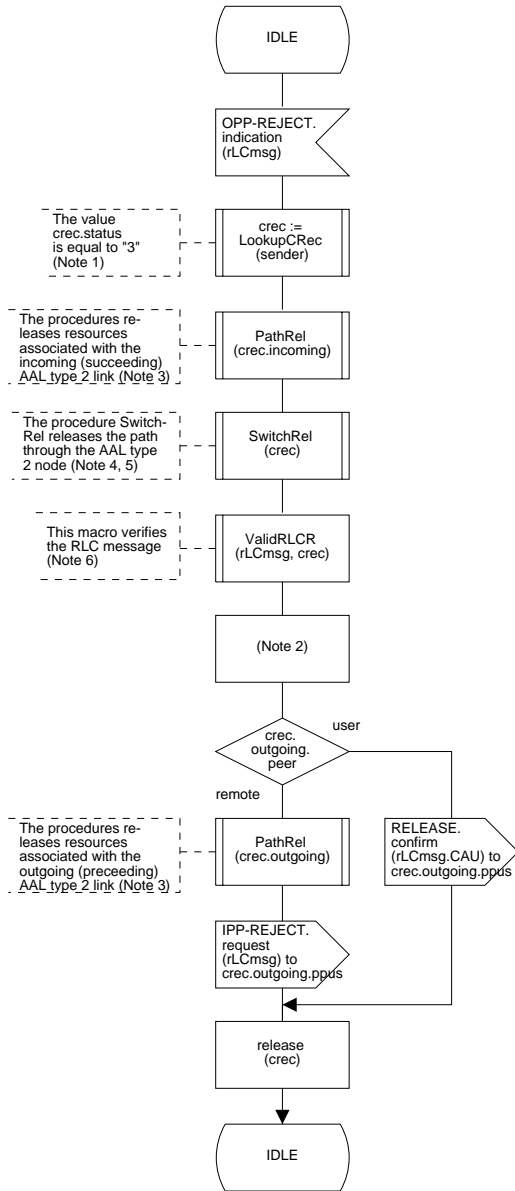 IDLE
OPP-REJECT.
indication
(rLCmsg)
The value
crec.status
is equal to "3"
(Note 1)
crec :=
LookupCRec
(sender)
The procedures re-
leases resources
associated with the
incoming (succeeding)
AAL type 2 link (Note 3)
PathRel
(crec.incoming)
The procedure Switch-
Rel releases the path
through the AAL type
2 node (Note 4, 5)
SwitchRel
(crec)
This macro verifies
the RLC message
(Note 6)
ValidRLCR
(rLCmsg, crec)
(Note 2)
crec.
outgoing.
peer
user
remote
The procedures re-
leases resources
associated with the
outgoing (preceeding)
AAL type 2 link (Note 3)
PathRel
(crec.outgoing)
RELEASE.
confirm
(rLCmsg.CAU) to
crec.outgoing.ppus
IPP-REJECT.
request
(rLCmsg) to
crec.outgoing.ppus
release
(crec)
IDLE